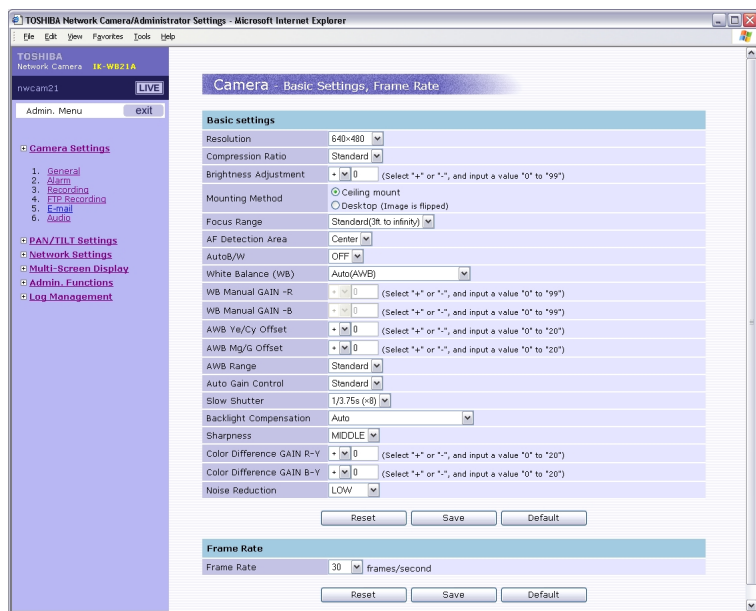 TOSHIBA Network Camera/Administrator Settings - Microsoft Internet Explorer
File Edit View Favorites Tools Help
TOSHIBA
Network Camera IK-WB21A
nwcam21 LIVE
Admin. Menu exit
Camera Settings
1. General
2. Alarm
3. Recording
4. FTP Recording
5. E-mail
6. Audio
PAN/TILT Settings
Network Settings
Multi-Screen Display
Admin. Functions
Log Management
Camera - Basic Settings, Frame Rate
Basic settings
Resolution 640×480
Compression Ratio Standard
Brightness Adjustment + 0 (Select "+" or "-", and input a value "0" to "99")
Mounting Method Ceiling mount
Desktop (Image is flipped)
Focus Range Standard(3ft. to infinity)
AF Detection Area Center
AutoB/W OFF
White Balance (WB) Auto(AWB)
WB Manual GAIN -R + 0 (Select "+" or "-", and input a value "0" to "99")
WB Manual GAIN -B + 0 (Select "+" or "-", and input a value "0" to "99")
AWB Ye/Cy Offset + 0 (Select "+" or "-", and input a value "0" to "20")
AWB Mg/G Offset + 0 (Select "+" or "-", and input a value "0" to "20")
AWB Range Standard
Auto Gain Control Standard
Slow Shutter 1/3.75s (×8)
Backlight Compensation Auto
Sharpness MIDDLE
Color Difference GAIN R-Y + 0 (Select "+" or "-", and input a value "0" to "20")
Color Difference GAIN B-Y + 0 (Select "+" or "-", and input a value "0" to "20")
Noise Reduction LOW
Reset Save Default
Frame Rate
Frame Rate 30 frames/second
Reset Save Default